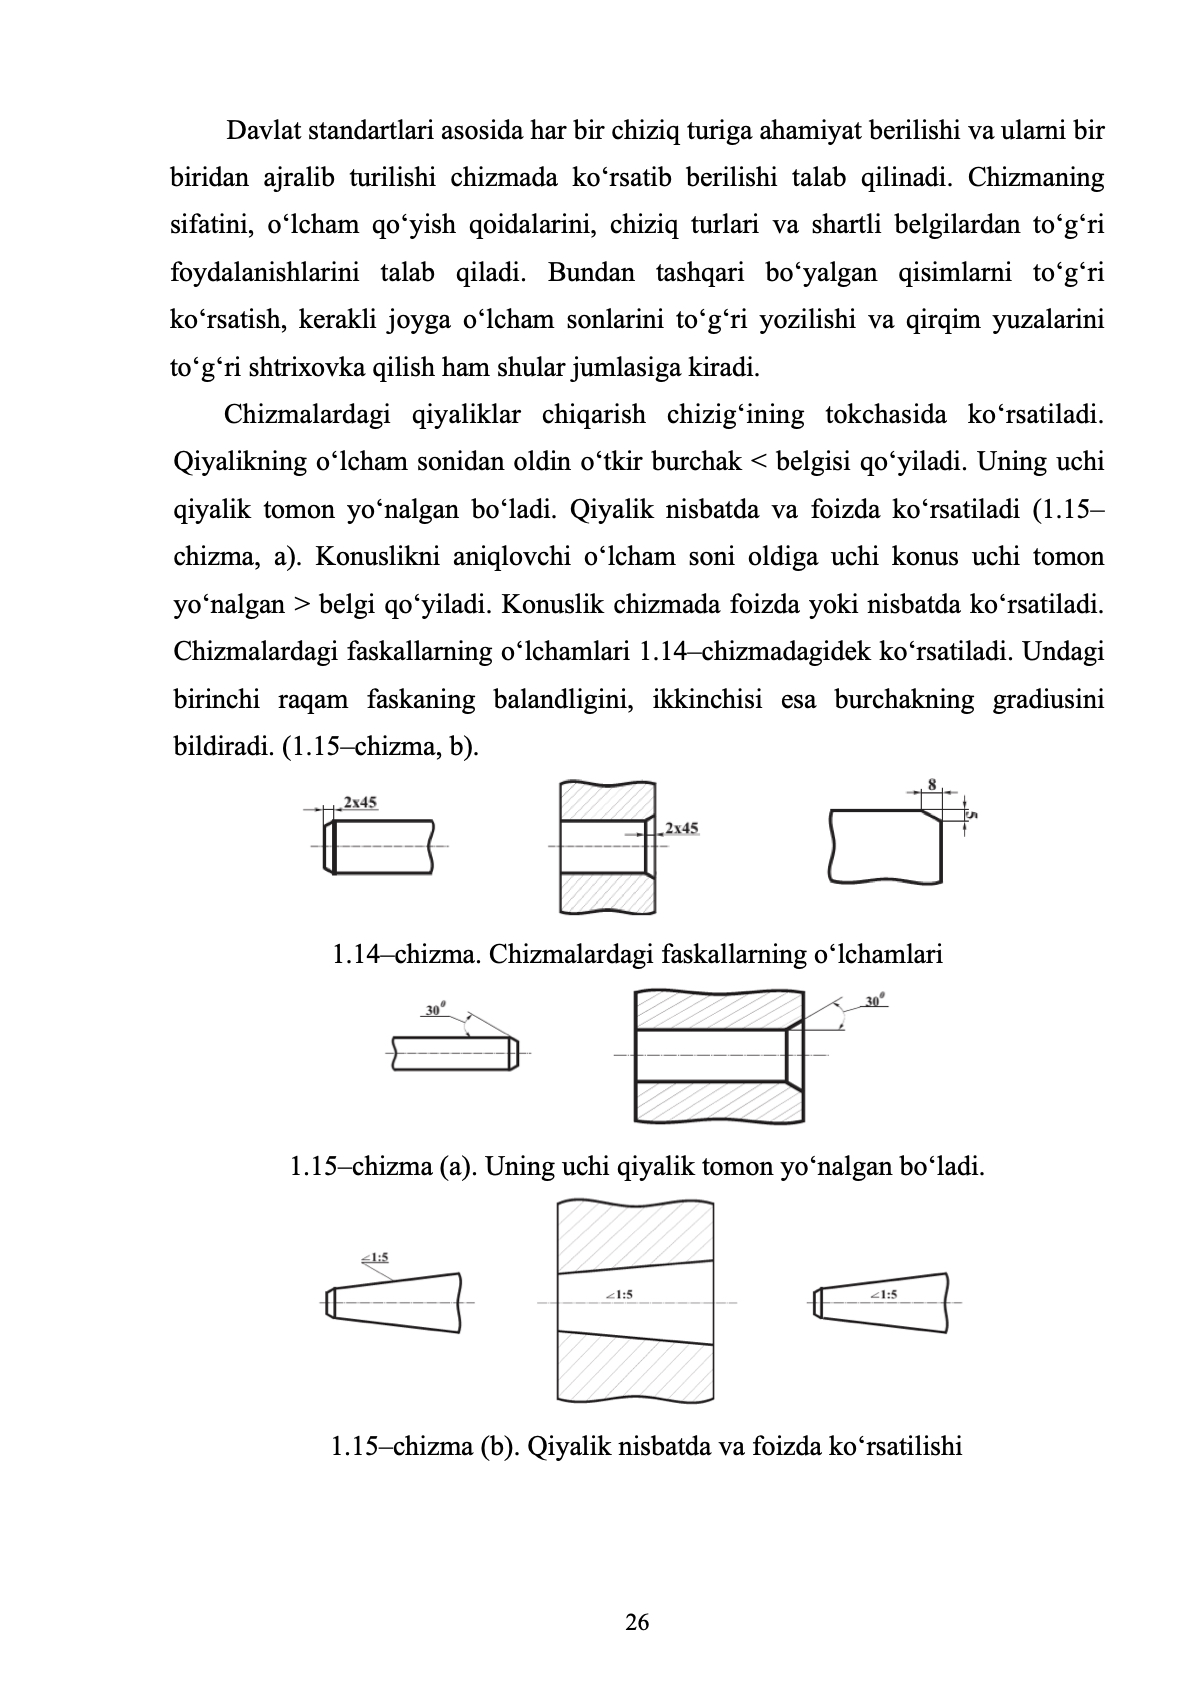 Davlat standartlari asosida har bir chiziq turiga ahamiyat berilishi va ularni bir
biridan ajralib turilishi chizmada ko‘rsatib berilishi talab qilinadi. Chizmaning
sifatini, o‘lcham qo‘yish qoidalarini, chiziq turlari va shartli belgilardan to‘g‘ri
foydalanishlarini talab qiladi. Bundan tashqari bo‘yalgan qisimlarni to‘g‘ri
ko‘rsatish, kerakli joyga o‘lcham sonlarini to‘g‘ri yozilishi va qirqim yuzalarini
to‘g‘ri shtrixovka qilish ham shular jumlasiga kiradi.
Chizmalardagi qiyaliklar chiqarish chizig‘ining tokchasida ko‘rsatiladi.
Qiyalikning o‘lcham sonidan oldin o‘tkir burchak < belgisi qo‘yiladi. Uning uchi
qiyalik tomon yo‘nalgan bo‘ladi. Qiyalik nisbatda va foizda ko‘rsatiladi (1.15–
chizma, a). Konuslikni aniqlovchi o‘lcham soni oldiga uchi konus uchi tomon
yo‘nalgan > belgi qo‘yiladi. Konuslik chizmada foizda yoki nisbatda ko‘rsatiladi.
Chizmalardagi faskallarning o‘lchamlari 1.14–chizmadagidek ko‘rsatiladi. Undagi
birinchi raqam faskaning balandligini, ikkinchisi esa burchakning gradiusini
bildiradi. (1.15–chizma, b).
2x45
2x45
8
5
1.14–chizma. Chizmalardagi faskallarning o‘lchamlari
30⁰
30⁰
1.15–chizma (a). Uning uchi qiyalik tomon yo‘nalgan bo‘ladi.
∠1:5
∠1:5
∠1:5
1.15–chizma (b). Qiyalik nisbatda va foizda ko‘rsatilishi
26